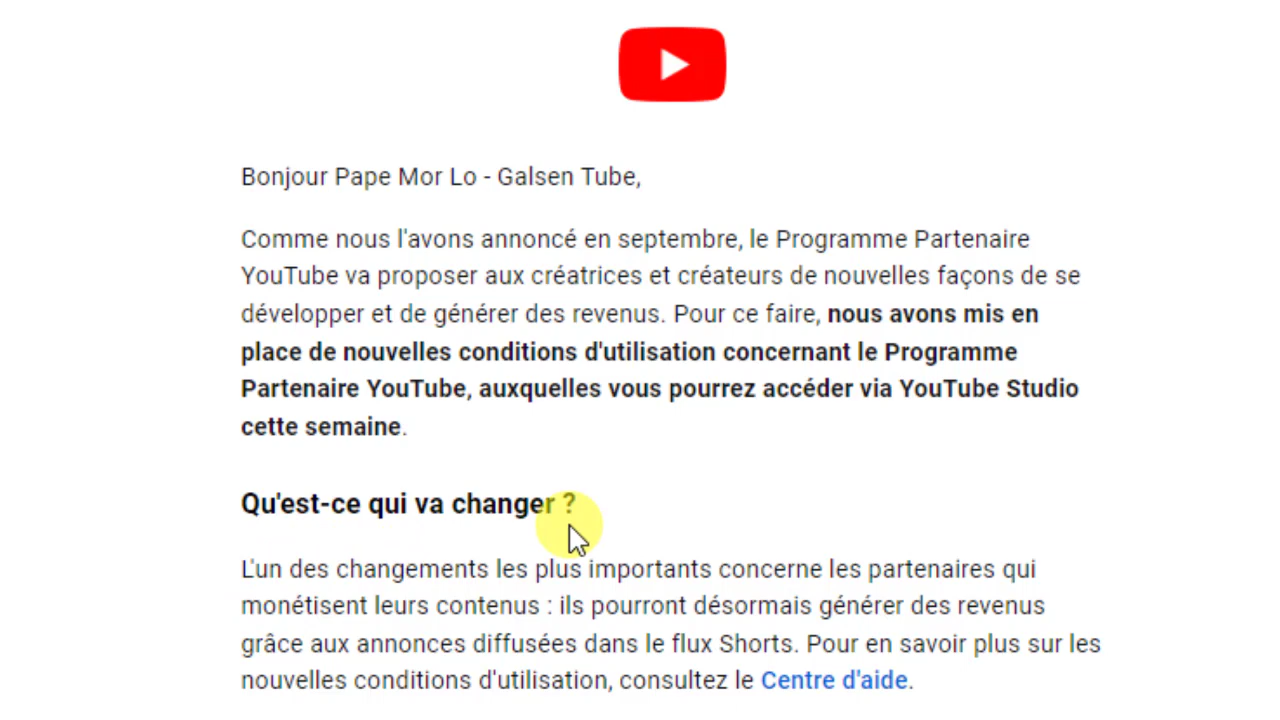 Bonjour Pape Mor Lo - Galsen Tube,
Comme nous l'avons annoncé en septembre, le Programme Partenaire
YouTube va proposer aux créatrices et créateurs de nouvelles façons de se
développer et de générer des revenus. Pour ce faire, nous avons mis en
place de nouvelles conditions d'utilisation concernant le Programme
Partenaire YouTube, auxquelles vous pourrez accéder via YouTube Studio
cette semaine.
Qu'est-ce qui va changer ?
L'un des changements les plus importants concerne les partenaires qui
monétisent leurs contenus : ils pourront désormais générer des revenus
grâce aux annonces diffusées dans le flux Shorts. Pour en savoir plus sur les
nouvelles conditions d'utilisation, consultez le Centre d'aide.